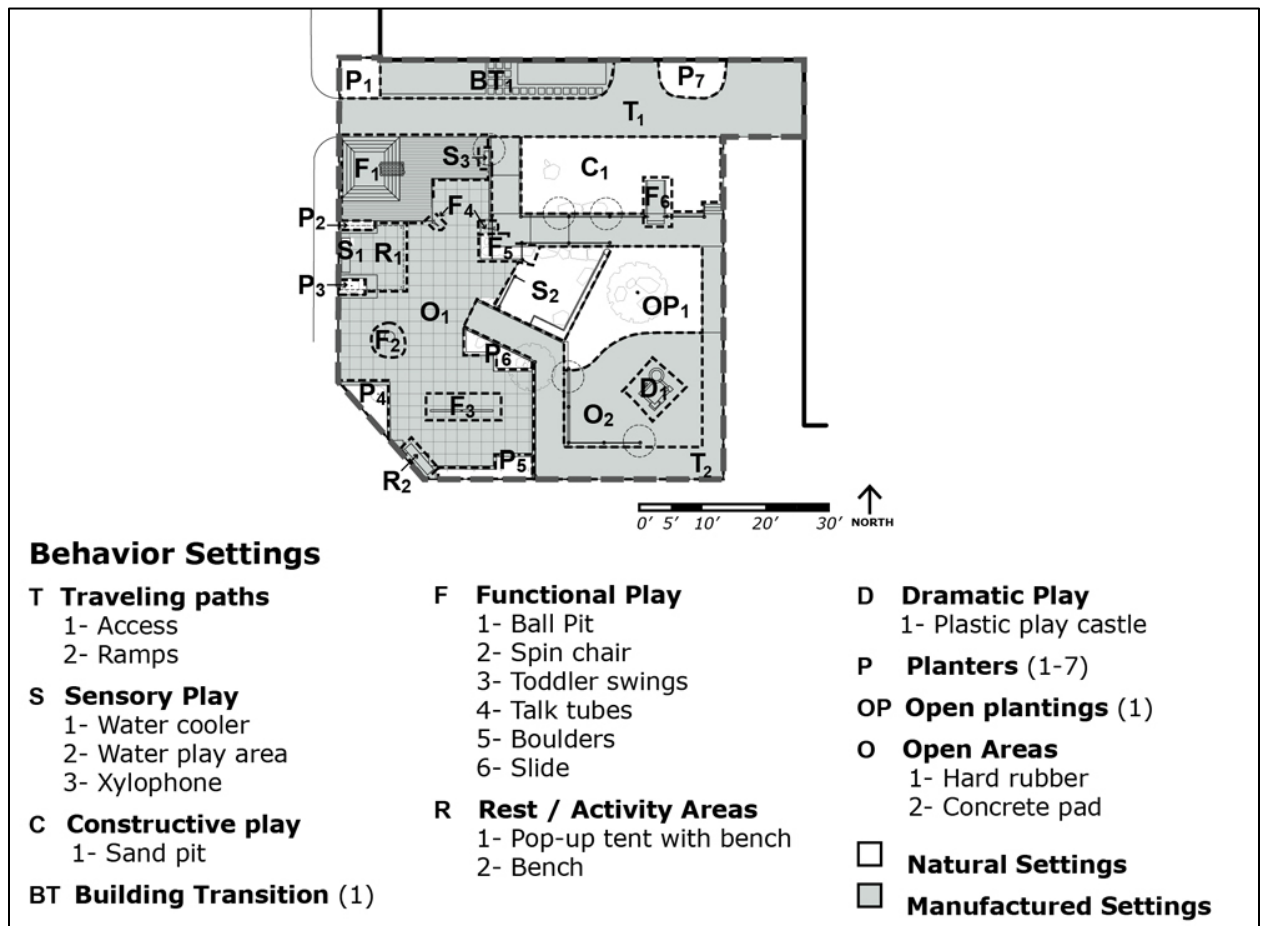 P1
BT1
P7
T1
F1
S3
C1
F6
P2
F4
S1
R1
F5
P3
S2
OP1
O1
F2
P6
P4
D1
F3
O2
P5
T2
R2
0' 5' 10' 20' 30' NORTH
Behavior Settings
T Traveling paths
1- Access
2- Ramps
S Sensory Play
1- Water cooler
2- Water play area
3- Xylophone
C Constructive play
1- Sand pit
BT Building Transition (1)
F Functional Play
1- Ball Pit
2- Spin chair
3- Toddler swings
4- Talk tubes
5- Boulders
6- Slide
R Rest / Activity Areas
1- Pop-up tent with bench
2- Bench
D Dramatic Play
1- Plastic play castle
P Planters (1-7)
OP Open plantings (1)
O Open Areas
1- Hard rubber
2- Concrete pad
Natural Settings
Manufactured Settings